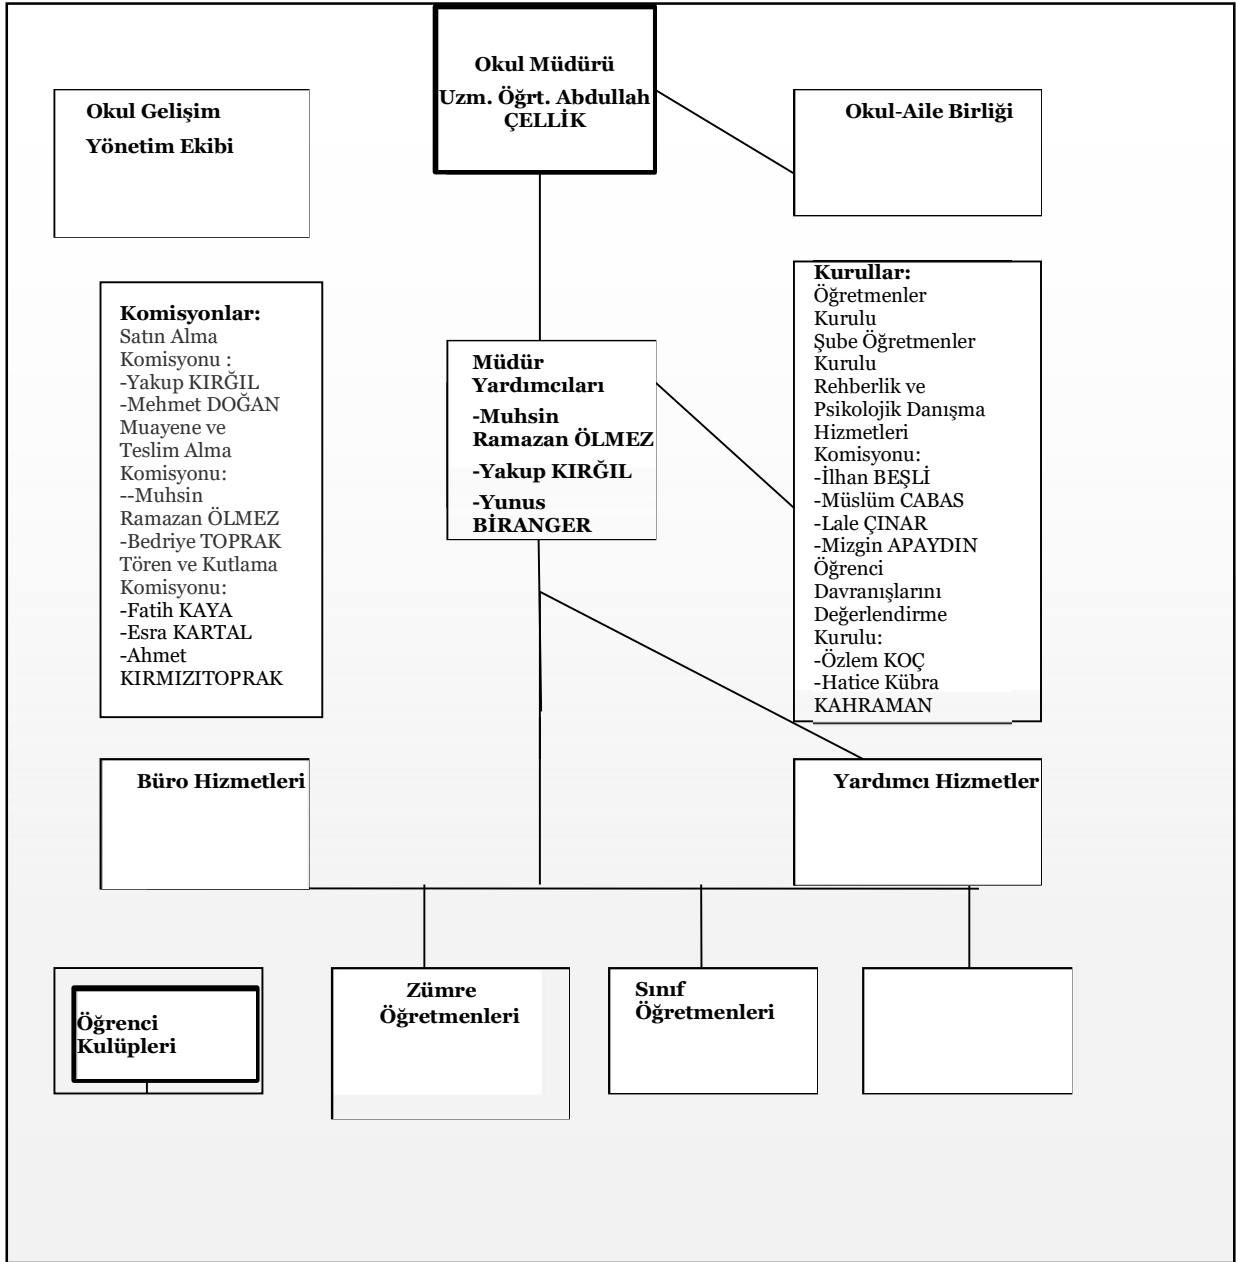 Okul Müdürü
Uzm. Öğrt. Abdullah
ÇELLİK
Okul Gelişim
Yönetim Ekibi
Okul-Aile Birliği
Komisyonlar:
Satın Alma
Komisyonu :
-Yakup KIRĞIL
-Mehmet DOĞAN
Muayene ve
Teslim Alma
Komisyonu:
--Muhsin
Ramazan ÖLMEZ
-Bedriye TOPRAK
Tören ve Kutlama
Komisyonu:
-Fatih KAYA
-Esra KARTAL
-Ahmet
KIRMIZITOPRAK
Müdür
Yardımcıları
-Muhsin
Ramazan ÖLMEZ
-Yakup KIRĞIL
-Yunus
BİRANGER
Kurullar:
Öğretmenler
Kurulu
Şube Öğretmenler
Kurulu
Rehberlik ve
Psikolojik Danışma
Hizmetleri
Komisyonu:
-İlhan BEŞLİ
-Müslüm CABAS
-Lale ÇINAR
-Mizgin APAYDIN
Öğrenci
Davranışlarını
Değerlendirme
Kurulu:
-Özlem KOÇ
-Hatice Kübra
KAHRAMAN
Büro Hizmetleri
Yardımcı Hizmetler
Öğrenci
Kulüpleri
Zümre
Öğretmenleri
Sınıf
Öğretmenleri